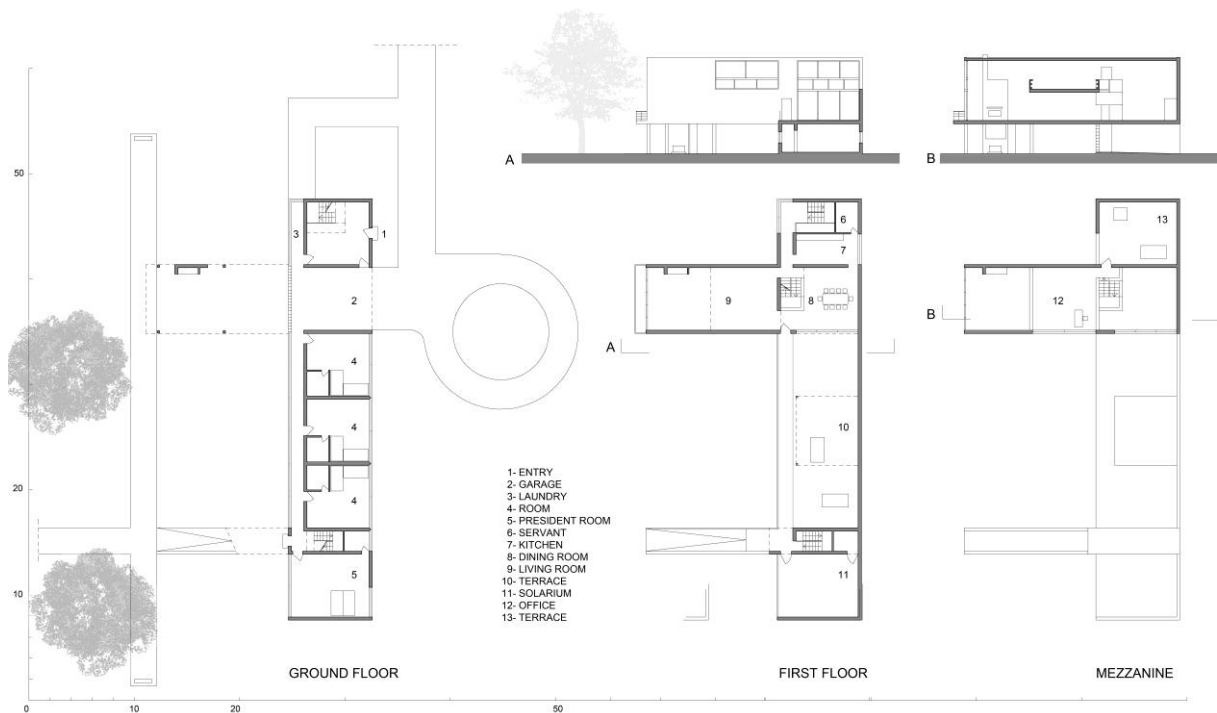 A
B
50
3
1
6
7
13
2
9
8
12
A
B
4
4
10
20
4
1- ENTRY
2- GARAGE
3- LAUNDRY
4- ROOM
5- PRESIDENT ROOM
6- SERVANT
7- KITCHEN
8- DINING ROOM
9- LIVING ROOM
10- TERRACE
11- SOLARIUM
12- OFFICE
13- TERRACE
5
11
10
GROUND FLOOR
FIRST FLOOR
MEZZANINE
0
10
20
50